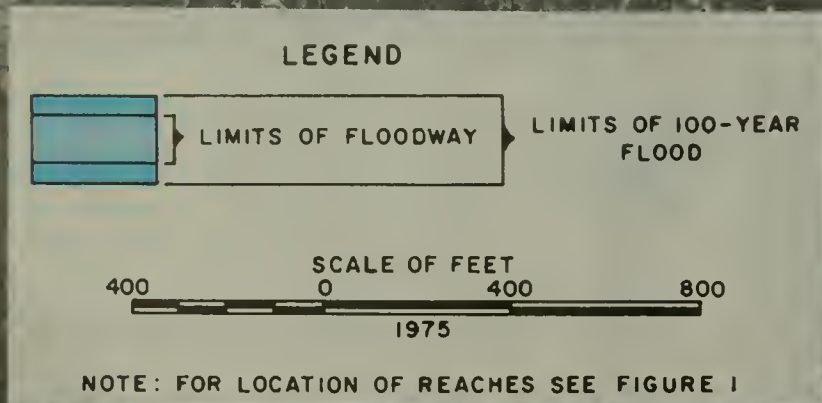 LEGEND
LIMITS OF FLOODWAY
LIMITS OF 100-YEAR
FLOOD
SCALE OF FEET
400 0 400 800
1975
NOTE: FOR LOCATION OF REACHES SEE FIGURE 1